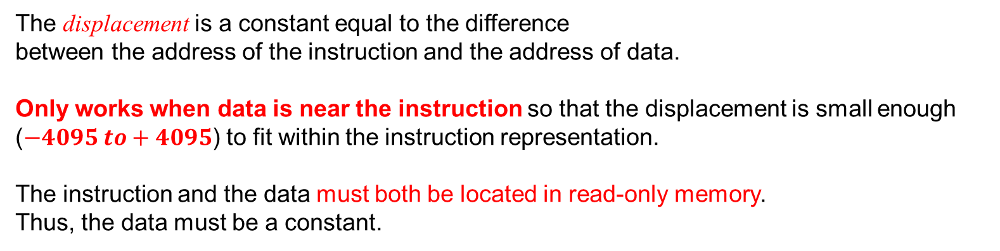 The displacement is a constant equal to the difference
between the address of the instruction and the address of data.
Only works when data is near the instruction so that the displacement is small enough
(−4095 to + 4095) to fit within the instruction representation.
The instruction and the data must both be located in read-only memory.
Thus, the data must be a constant.